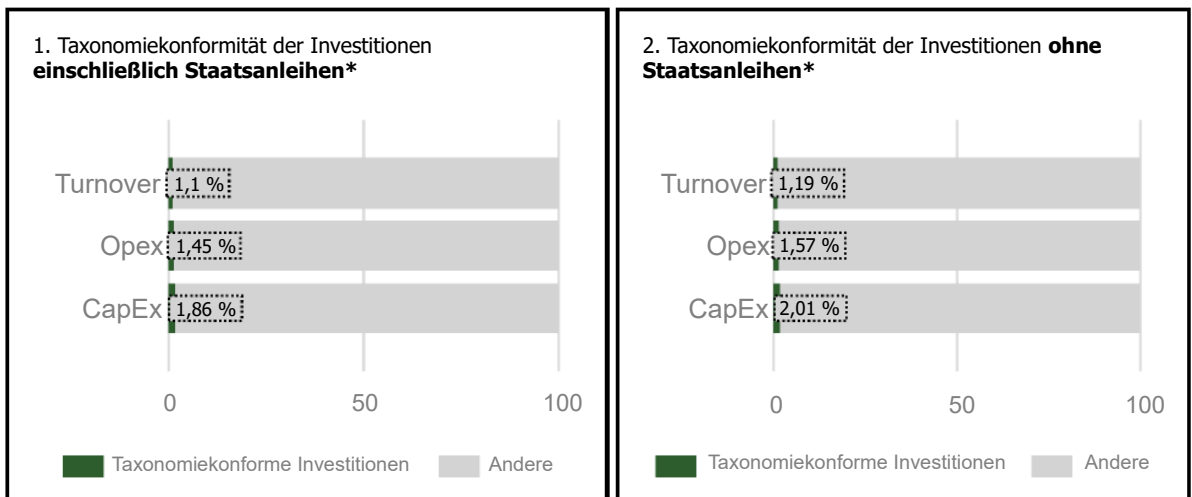 1. Taxonomiekonformität der Investitionen
einschließlich Staatsanleihen*
Turnover 1,1 %
Opex 1,45 %
CapEx 1,86 %
0 50 100
Taxonomiekonforme Investitionen Andere
2. Taxonomiekonformität der Investitionen ohne
Staatsanleihen*
Turnover 1,19 %
Opex 1,57 %
CapEx 2,01 %
0 50 100
Taxonomiekonforme Investitionen Andere